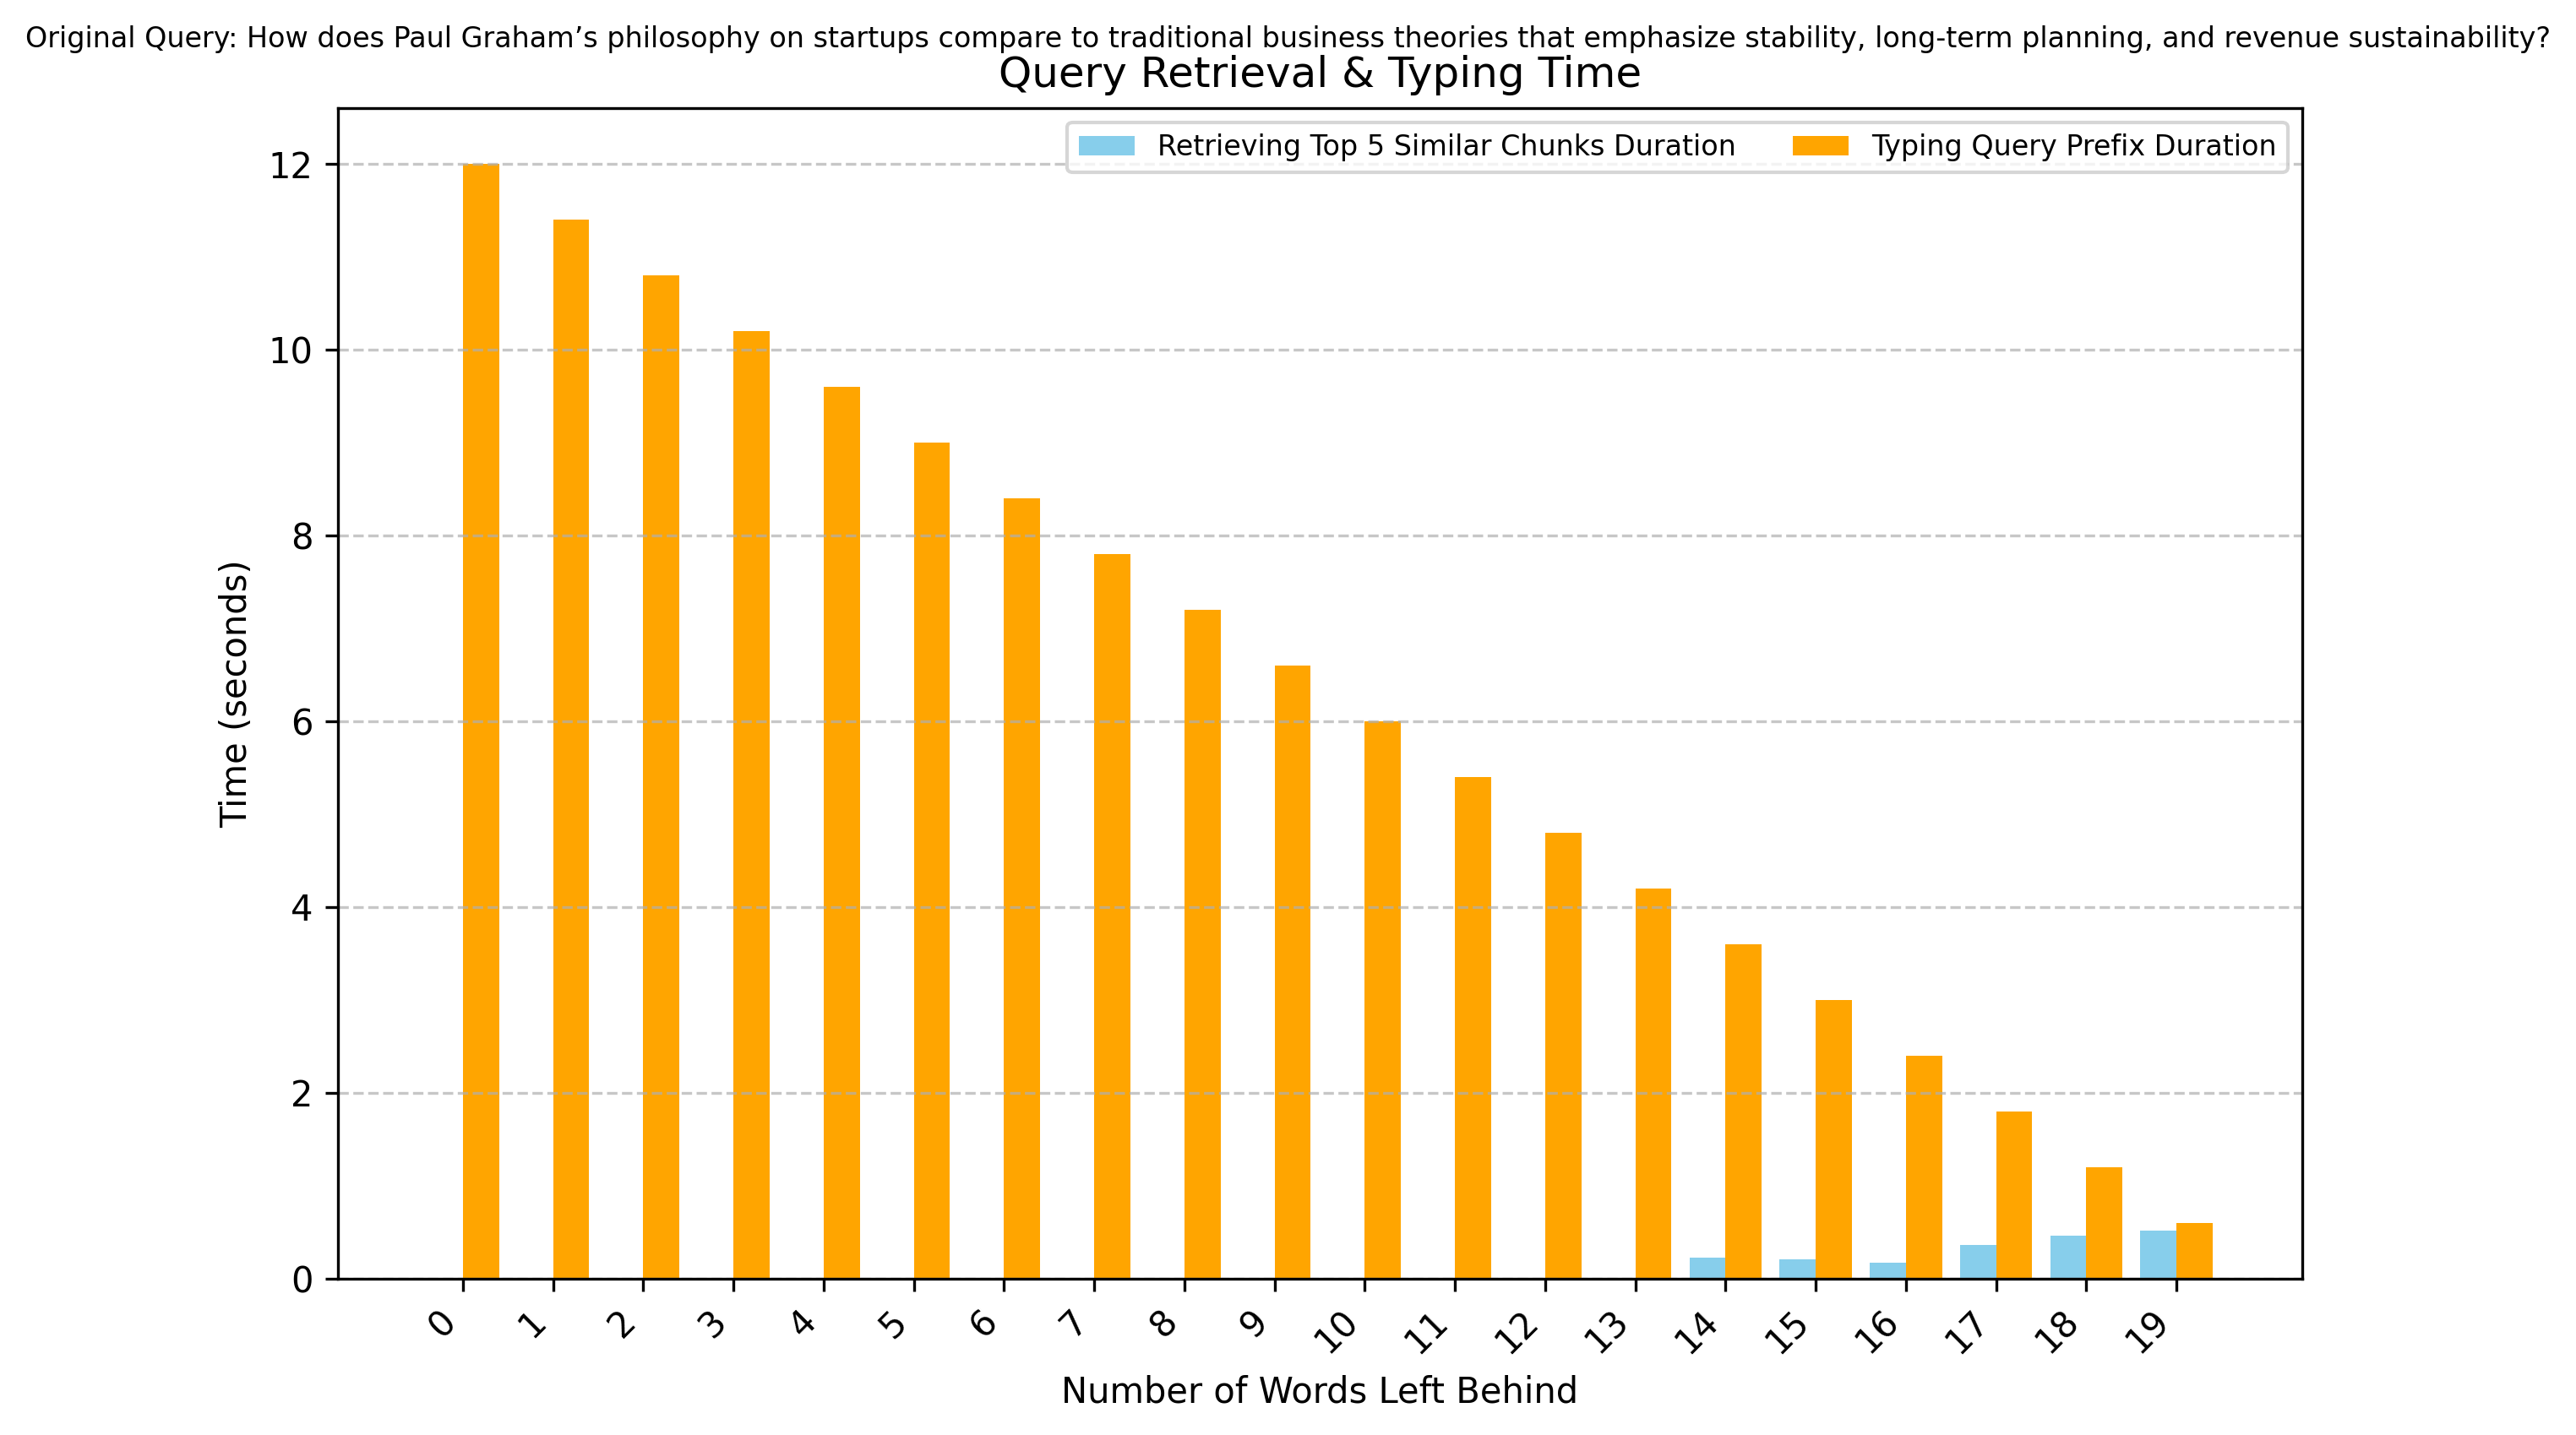 Original Query: How does Paul Graham’s philosophy on startups compare to traditional business theories that emphasize stability, long-term planning, and revenue sustainability?
Query Retrieval & Typing Time
Retrieving Top 5 Similar Chunks Duration
Typing Query Prefix Duration
12
10
8
6
4
2
0
Time (seconds)
0 1 2 3 4 5 6 7 8 9 10 11 12 13 14 15 16 17 18 19
Number of Words Left Behind